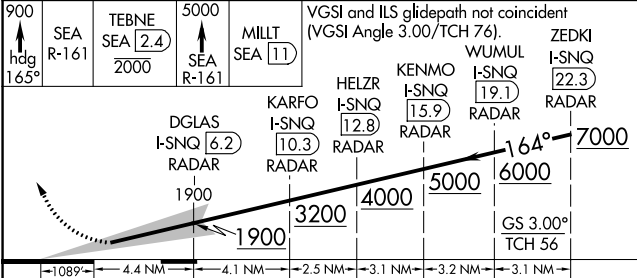 900
hdg
165°
SEA
R-161
TEBNE
SEA 2.4
2000
5000
SEA
R-161
MILLT
SEA 11
VGSI and ILS glidepath not coincident
(VGSI Angle 3.00/TCH 76).
ZEDKI
I-SNQ
22.3
RADAR
WUMUL
I-SNQ
19.1
RADAR
KENMO
I-SNQ
15.9
RADAR
HELZR
I-SNQ
12.8
RADAR
KARFO
I-SNQ
10.3
RADAR
DGLAS
I-SNQ 6.2
RADAR
164°
7000
6000
5000
4000
3200
1900
1900
GS 3.00°
TCH 56
1089'
4.4 NM
4.1 NM
2.5 NM
3.1 NM
3.2 NM
3.1 NM